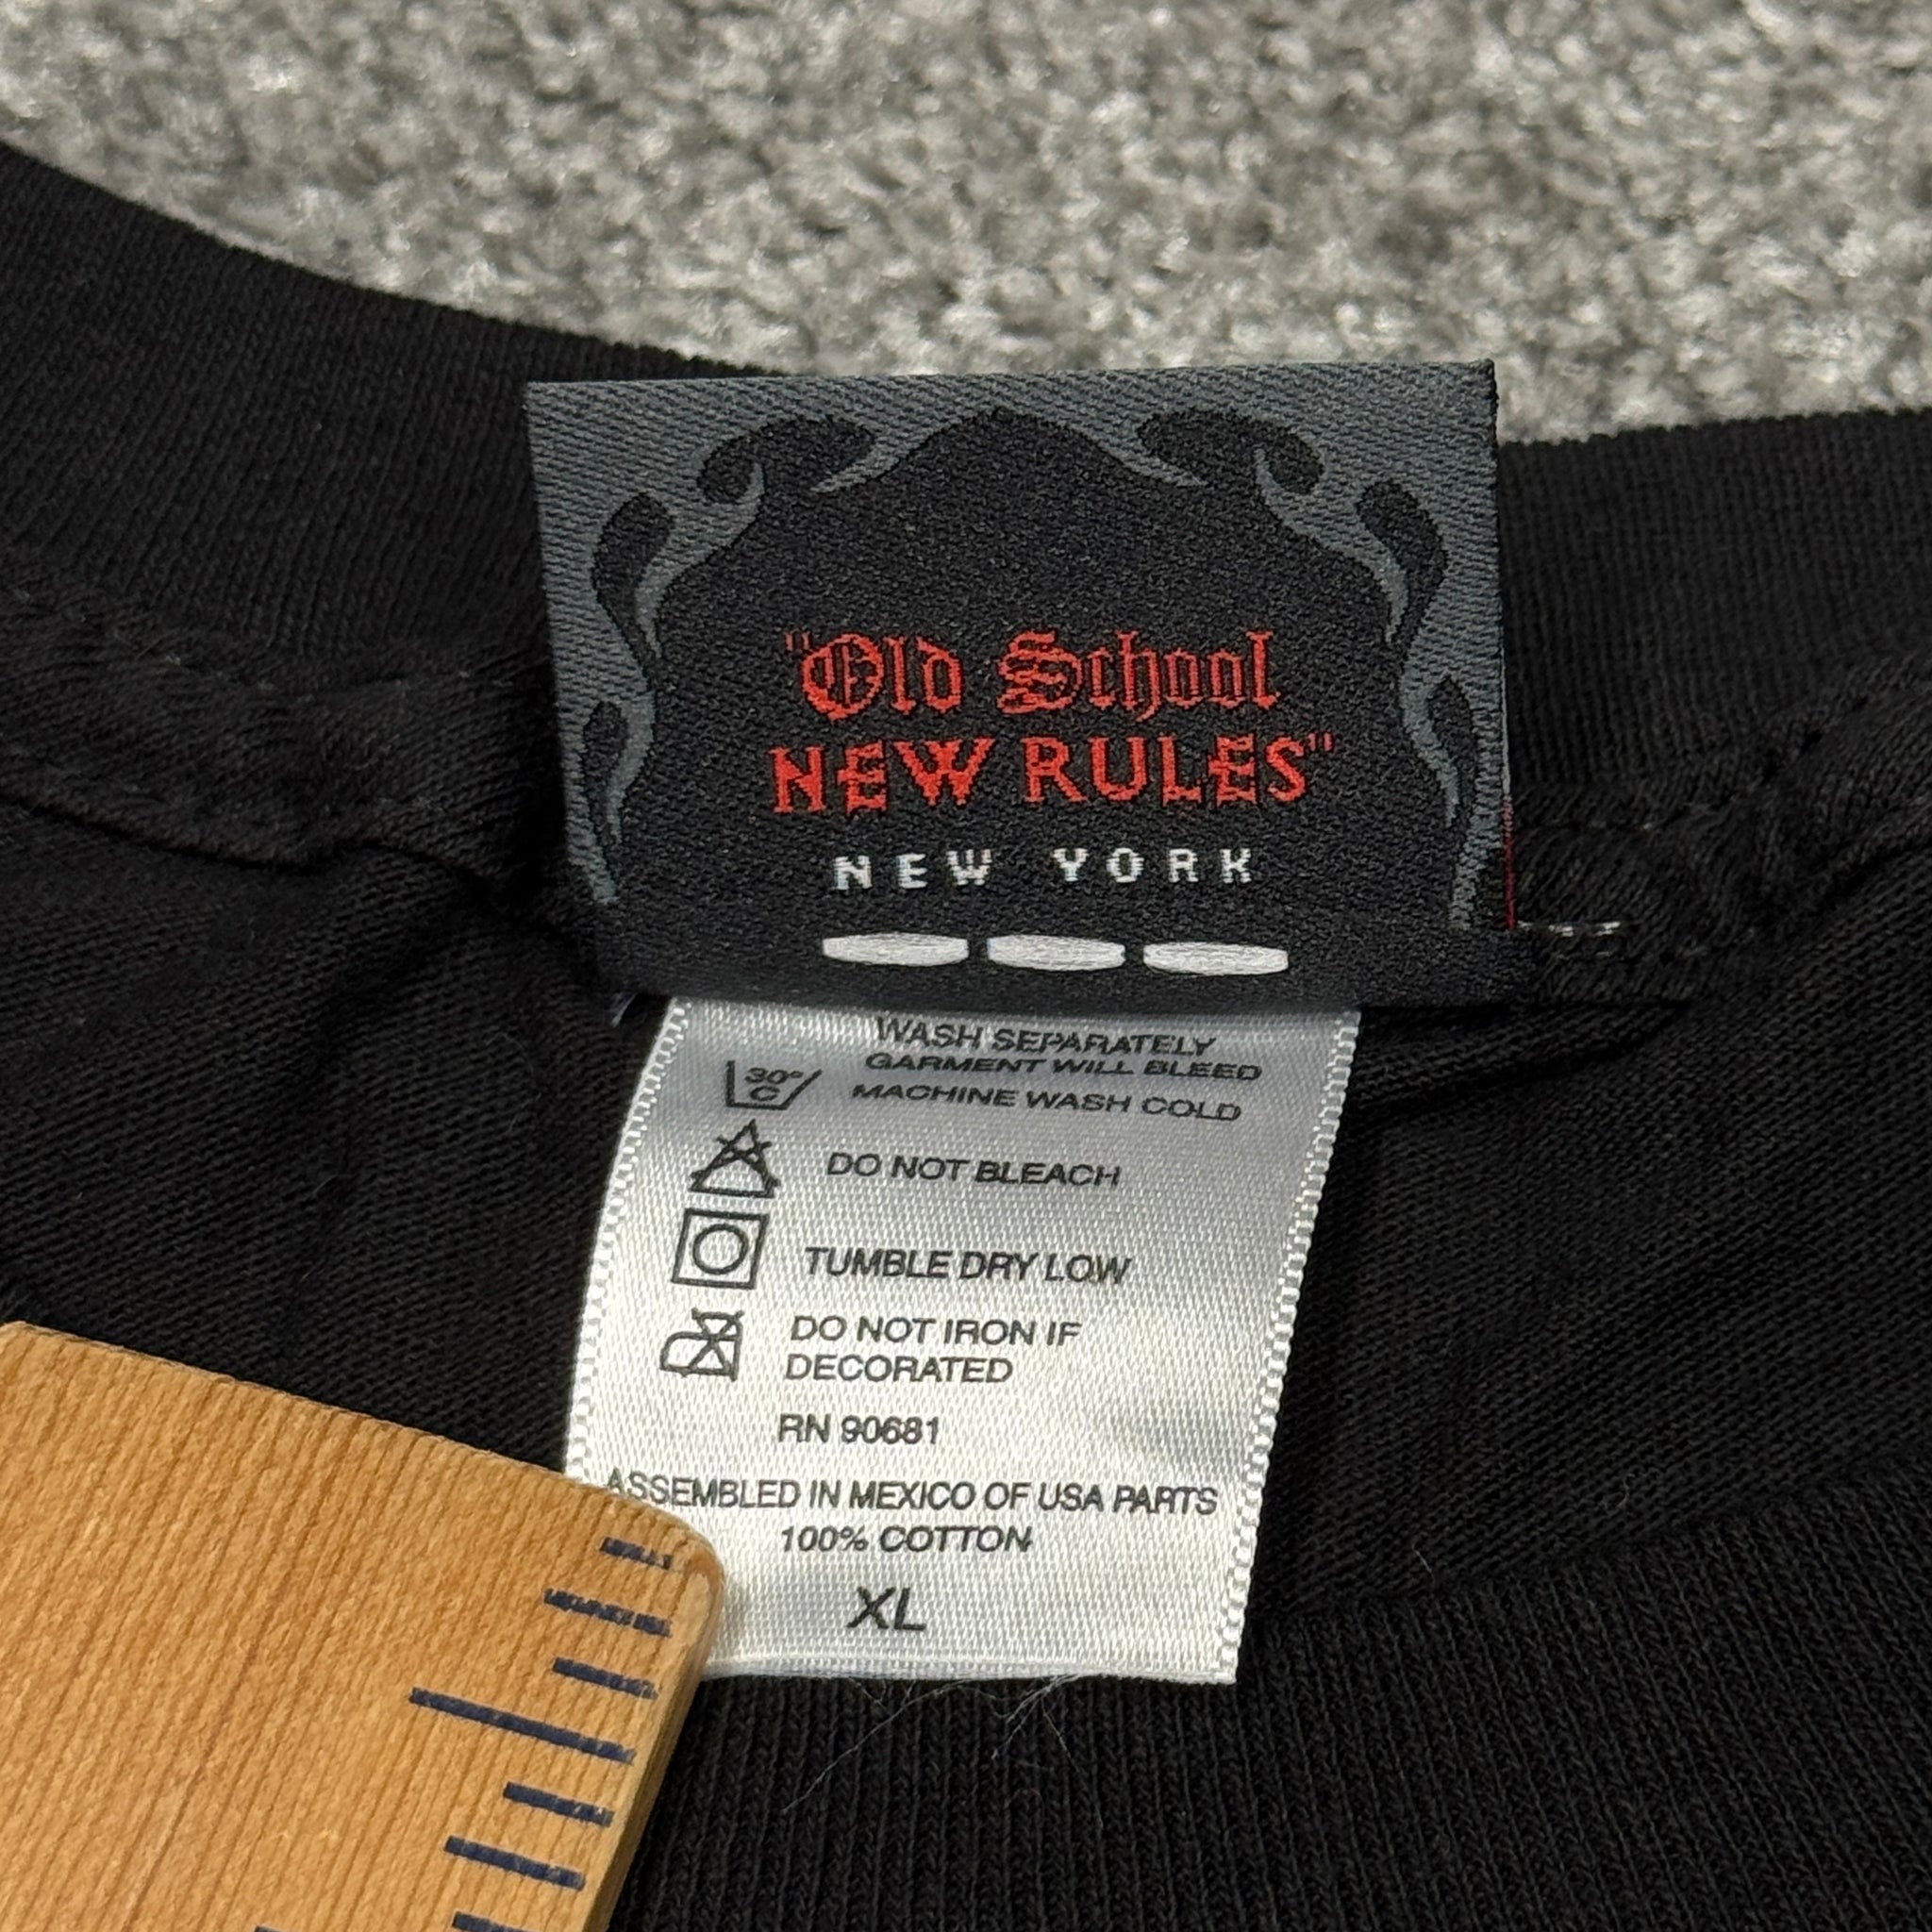 "Old School
NEW RULES"
NEW YORK
WASH SEPARATELY
GARMENT WILL BLEED
30°
C
MACHINE WASH COLD
DO NOT BLEACH
TUMBLE DRY LOW
DO NOT IRON IF
DECORATED
RN 90681
ASSEMBLED IN MEXICO OF USA PARTS
100% COTTON
XL